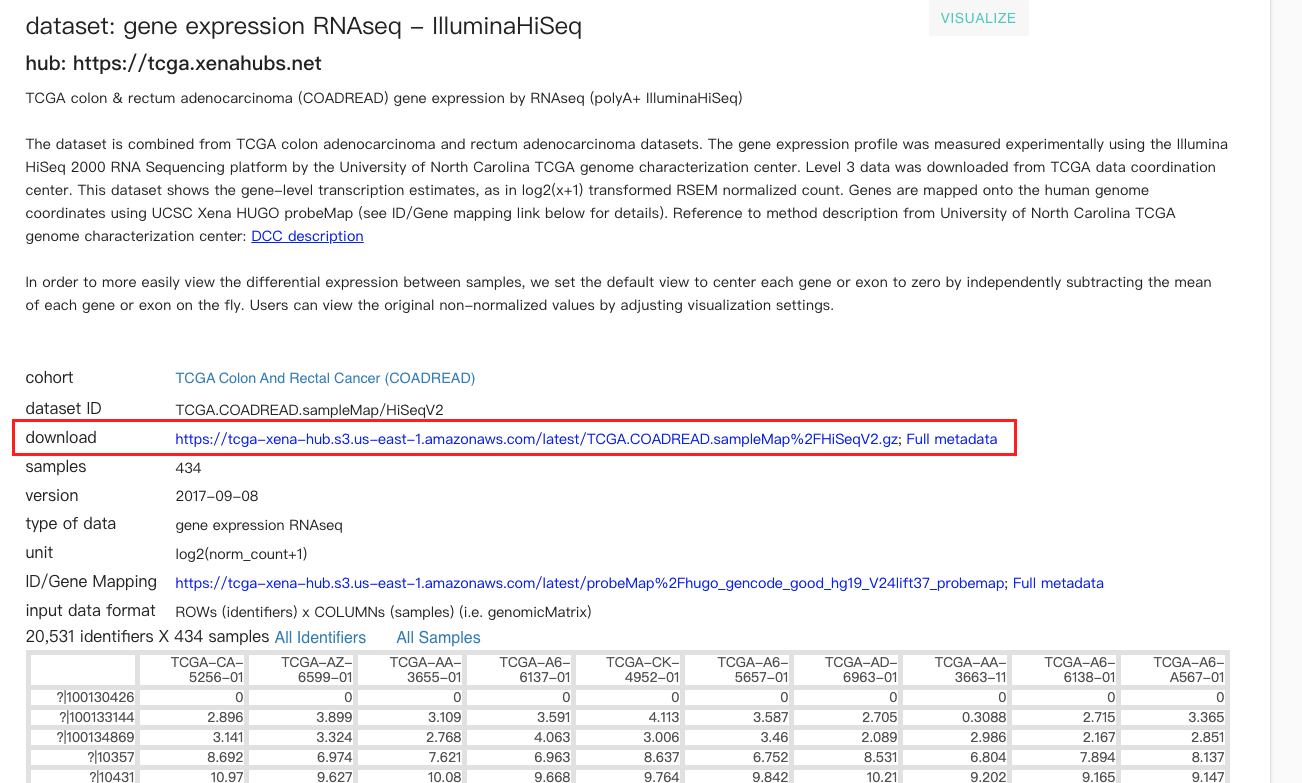 dataset: gene expression RNAseq – IlluminaHiSeq
VISUALIZE
hub: https://tcga.xenahubs.net
TCGA colon & rectum adenocarcinoma (COADREAD) gene expression by RNAseq (polyA+ IlluminaHiSeq)
The dataset is combined from TCGA colon adenocarcinoma and rectum adenocarcinoma datasets. The gene expression profile was measured experimentally using the Illumina
HiSeq 2000 RNA Sequencing platform by the University of North Carolina TCGA genome characterization center. Level 3 data was downloaded from TCGA data coordination
center. This dataset shows the gene-level transcription estimates, as in log2(x+1) transformed RSEM normalized count. Genes are mapped onto the human genome
coordinates using UCSC Xena HUGO probeMap (see ID/Gene mapping link below for details). Reference to method description from University of North Carolina TCGA
genome characterization center: DCC description
In order to more easily view the differential expression between samples, we set the default view to center each gene or exon to zero by independently subtracting the mean
of each gene or exon on the fly. Users can view the original non-normalized values by adjusting visualization settings.
cohort TCGA Colon And Rectal Cancer (COADREAD)
dataset ID TCGA.COADREAD.sampleMap/HiSeqV2
download https://tcga-xena-hub.s3.us-east-1.amazonaws.com/latest/TCGA.COADREAD.sampleMap%2FHiSeqV2.gz; Full metadata
samples 434
version 2017-09-08
type of data gene expression RNAseq
unit log2(norm_count+1)
ID/Gene Mapping https://tcga-xena-hub.s3.us-east-1.amazonaws.com/latest/probeMap%2Fhugo_gencode_good_hg19_V24lift37_probemap; Full metadata
input data format ROWs (identifiers) x COLUMNs (samples) (i.e. genomicMatrix)
20,531 identifiers X 434 samples All Identifiers All Samples
TCGA-CA- TCGA-AZ- TCGA-AA- TCGA-A6- TCGA-CK- TCGA-A6- TCGA-AD- TCGA-AA- TCGA-A6- TCGA-A6-
5256-01 6599-01 3655-01 6137-01 4952-01 5657-01 6963-01 3663-11 6138-01 A567-01
?|100130426 0 0 0 0 0 0 0 0 0 0
?|100133144 2.896 3.899 3.109 3.591 4.113 3.587 2.705 0.3088 2.715 3.365
?|100134869 3.141 3.324 2.768 4.063 3.006 3.46 2.089 2.986 2.167 2.851
?|10357 8.692 6.974 7.621 6.963 8.637 6.752 8.531 6.804 7.894 8.137
?|10431 10.97 9.627 10.08 9.668 9.764 9.842 10.21 9.202 9.165 9.147